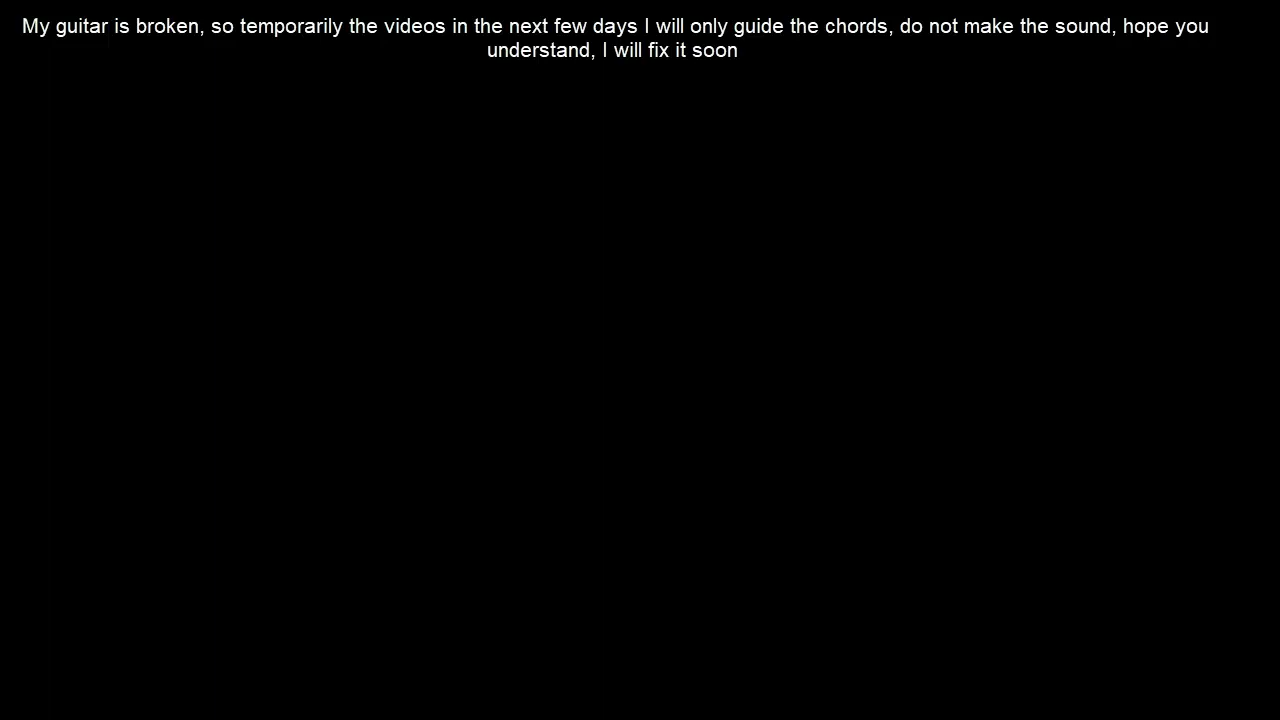 My guitar is broken, so temporarily the videos in the next few days I will only guide the chords, do not make the sound, hope you
understand, I will fix it soon